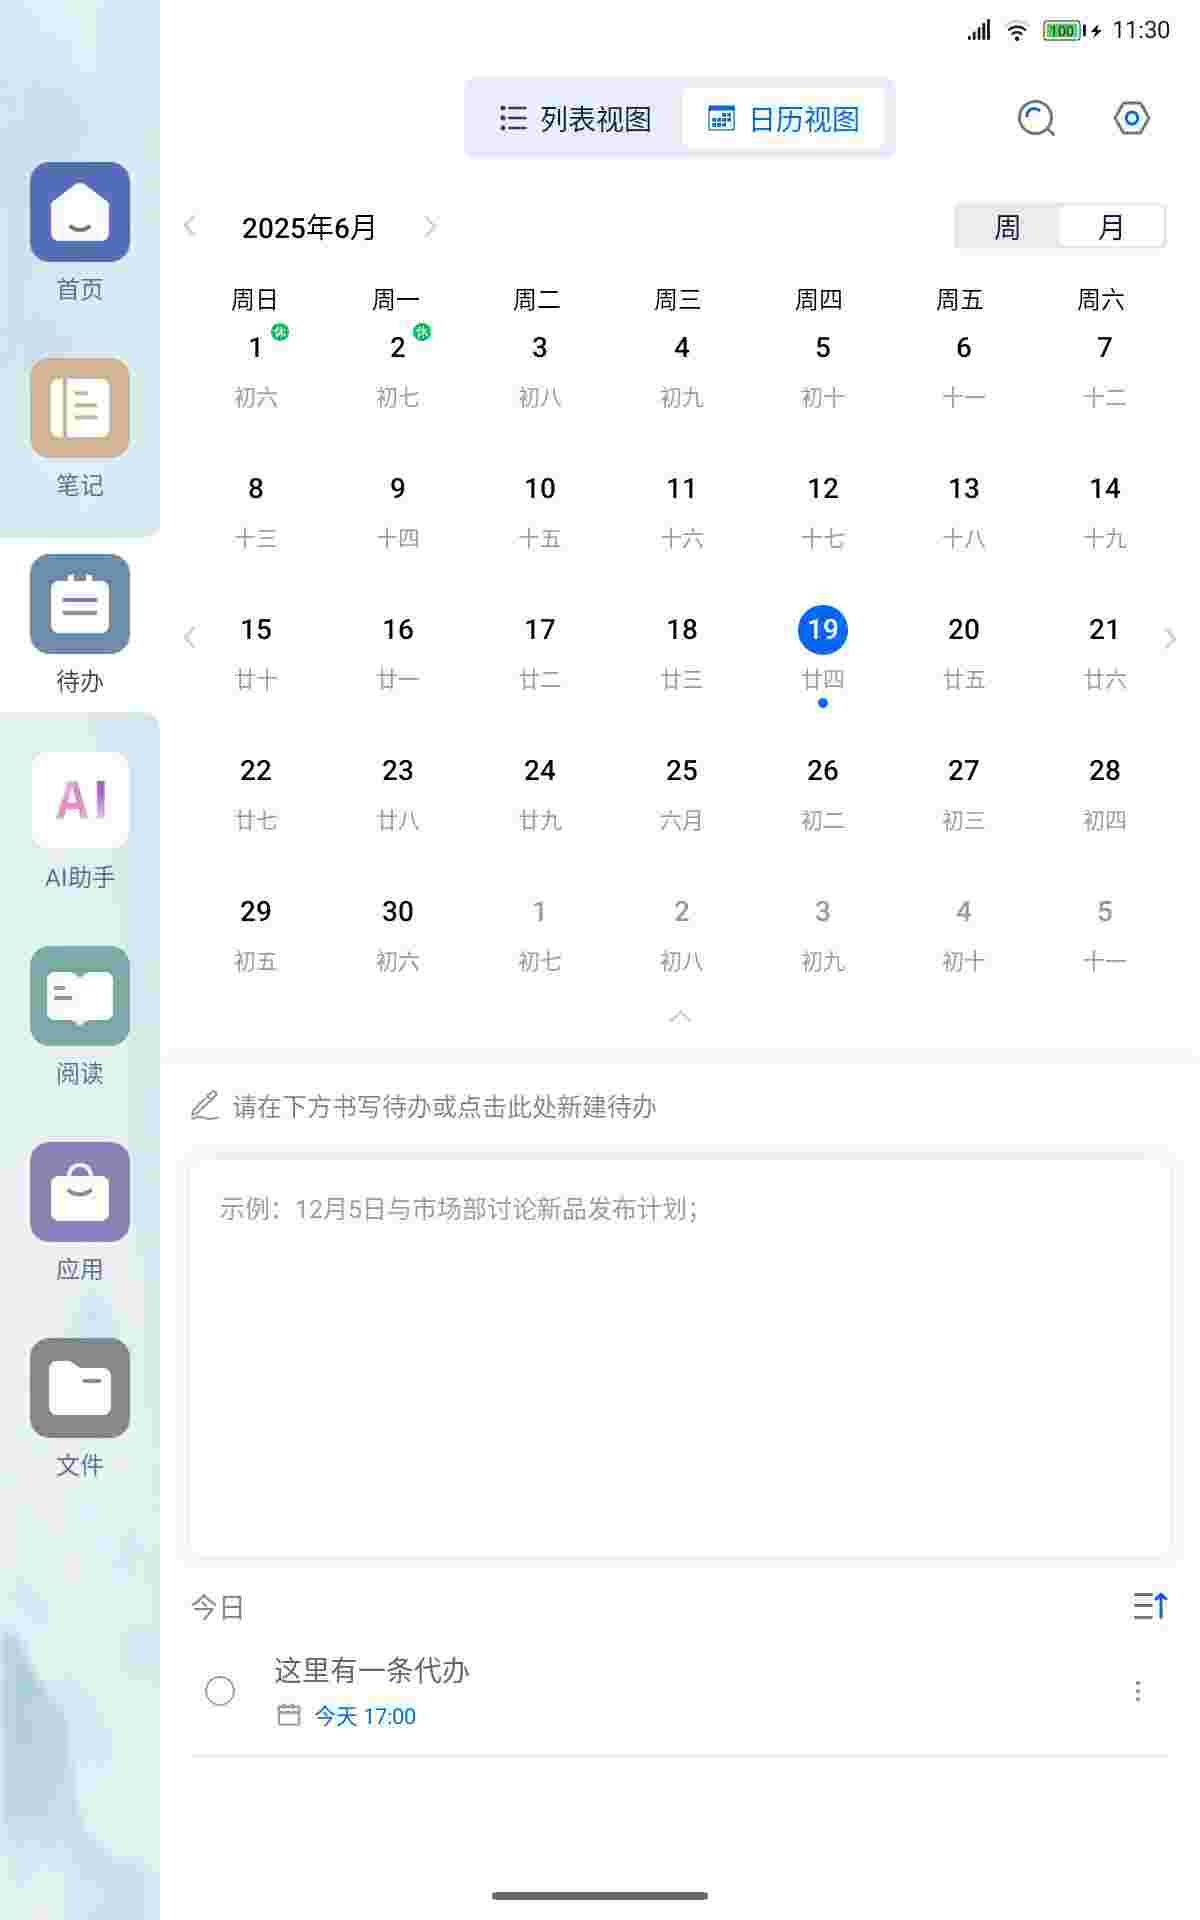 100 11:30
列表视图 日历视图
2025年6月 周 月
周日 周一 周二 周三 周四 周五 周六
1 休 2 休 3 4 5 6 7
初六 初七 初八 初九 初十 十一 十二
8 9 10 11 12 13 14
十三 十四 十五 十六 十七 十八 十九
15 16 17 18 19 20 21
廿十 廿一 廿二 廿三 廿四 廿五 廿六
22 23 24 25 26 27 28
廿七 廿八 廿九 六月 初二 初三 初四
29 30 1 2 3 4 5
初五 初六 初七 初八 初九 初十 十一
请在下方书写待办或点击此处新建待办
示例：12月5日与市场部讨论新品发布计划；
今日
这里有一条代办
今天 17:00
首页
笔记
待办
AI
AI助手
阅读
应用
文件